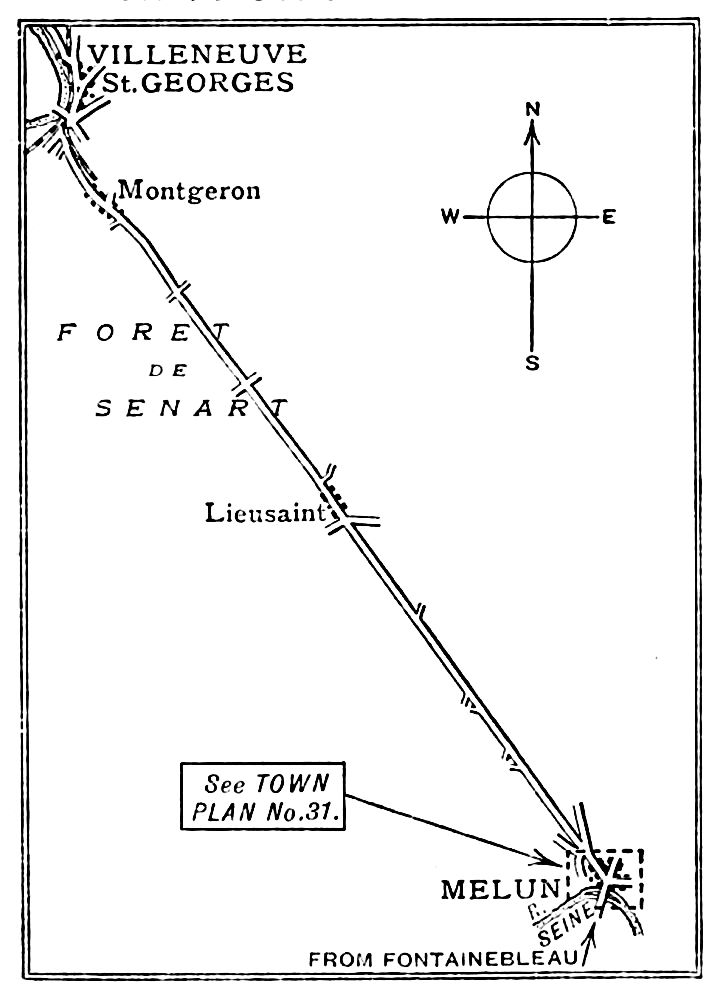 VILLENEUVE
St. GEORGES
N
Montgeron
W E
FORET
S
DE
SENART
Lieusaint
See TOWN
PLAN No.31.
MELUN
R.
SEINE
FROM FONTAINEBLEAU